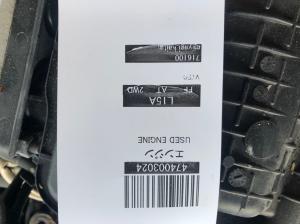 474003024
エンジン
USED ENGINE
L15A
FF AT 2WD
716100